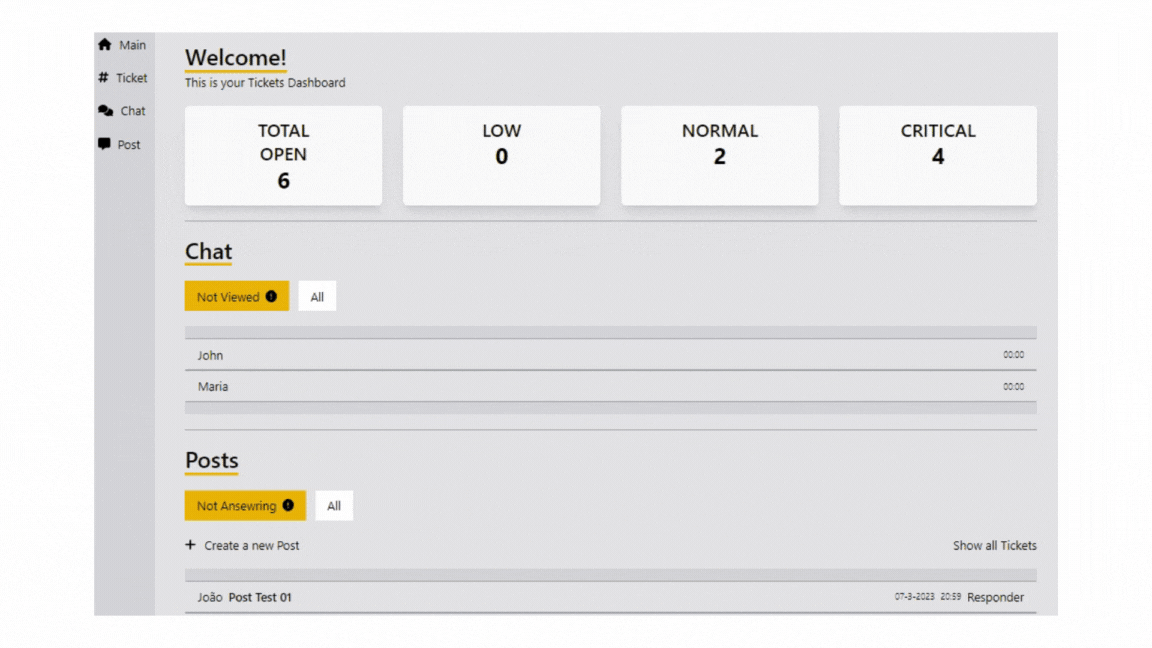 Main
Ticket
Chat
Post
Welcome!
This is your Tickets Dashboard
TOTAL
OPEN
6
LOW
0
NORMAL
2
CRITICAL
4
Chat
Not Viewed
All
John 00:00
Maria 00:00
Posts
Not Ansewring
All
Create a new Post
Show all Tickets
João Post Test 01 07-3-2023 20:59 Responder